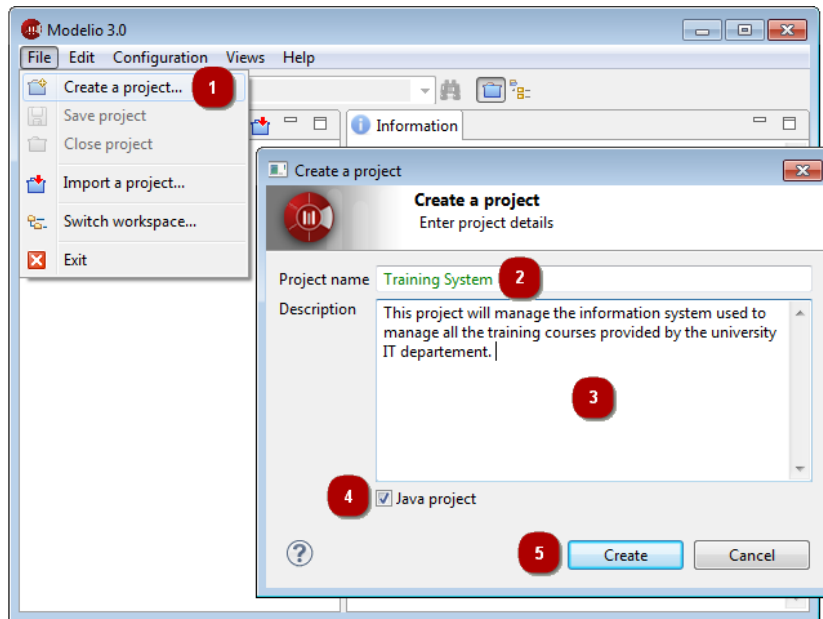 Modelio 3.0
File Edit Configuration Views Help
Create a project... 1
Save project
Close project
Import a project...
Switch workspace...
Exit
Information
Create a project
Create a project
Enter project details
Project name Training System 2
Description This project will manage the information system used to
manage all the training courses provided by the university
IT departement.
3
4 Java project
? 5 Create Cancel